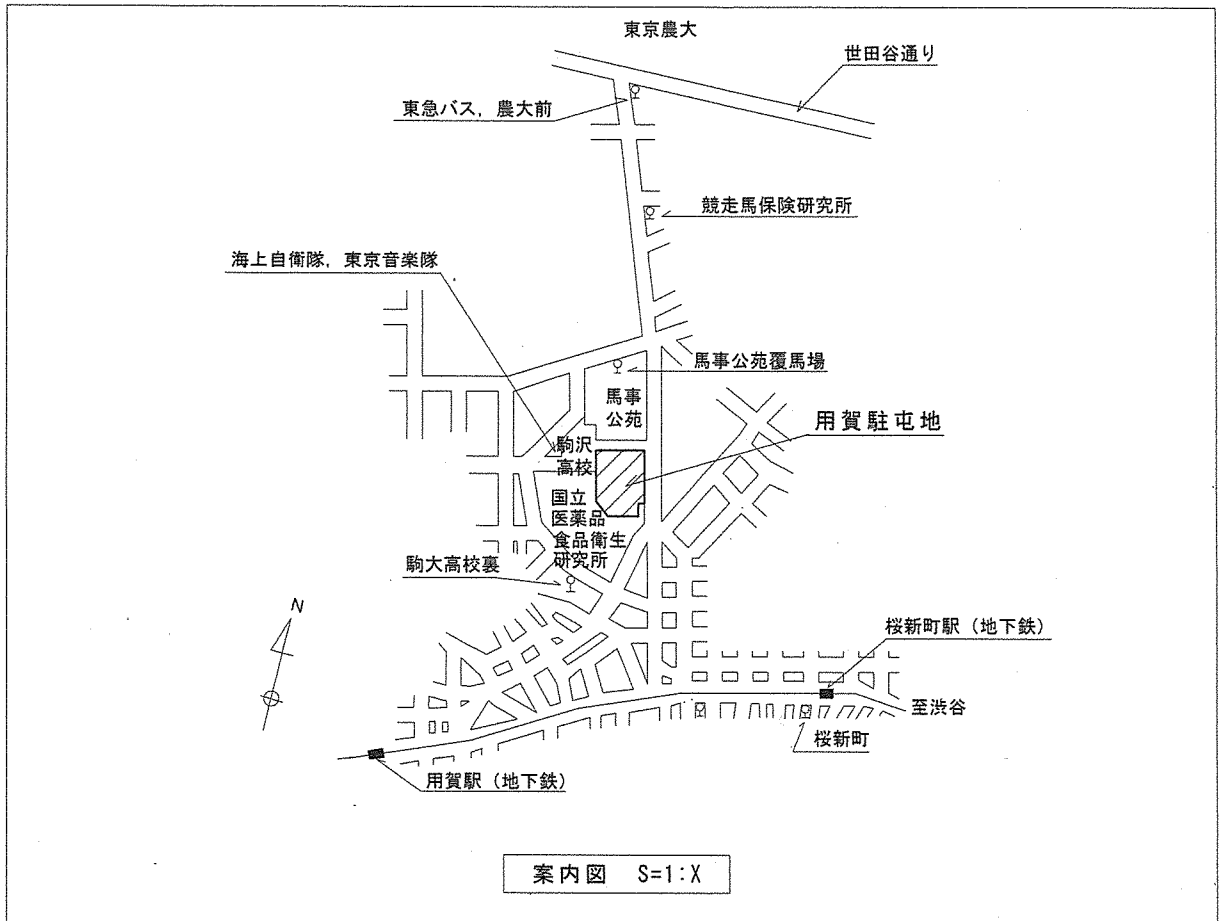 東京農大
世田谷通り
東急バス，農大前
競走馬保険研究所
海上自衛隊，東京音楽隊
馬事公苑覆馬場
馬事
公苑
用賀駐屯地
駒沢
高校
国立
医薬品
食品衛生
研究所
駒大高校裏
N
桜新町駅（地下鉄）
至渋谷
桜新町
用賀駅（地下鉄）
案内図　S=1:X